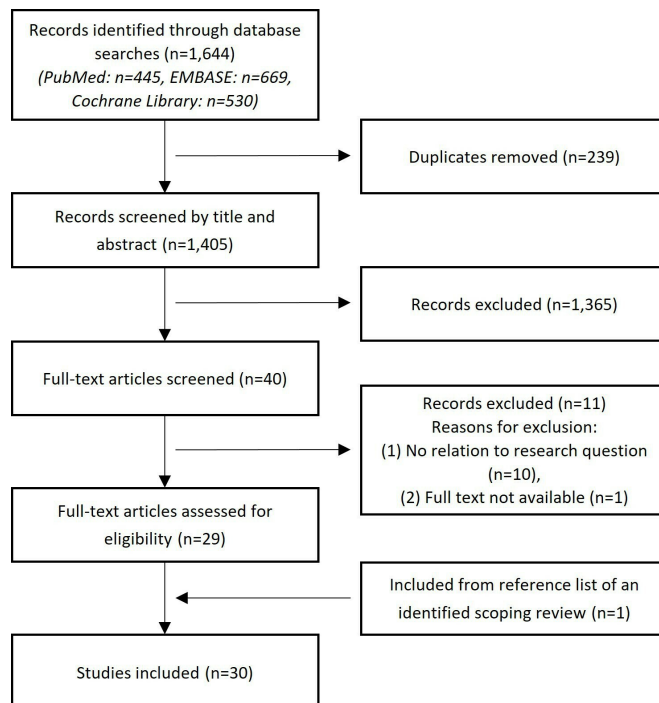 Records identified through database
searches (n=1,644)
(PubMed: n=445, EMBASE: n=669,
Cochrane Library: n=530)
Duplicates removed (n=239)
Records screened by title and
abstract (n=1,405)
Records excluded (n=1,365)
Full-text articles screened (n=40)
Records excluded (n=11)
Reasons for exclusion:
(1) No relation to research question
(n=10),
(2) Full text not available (n=1)
Full-text articles assessed for
eligibility (n=29)
Included from reference list of an
identified scoping review (n=1)
Studies included (n=30)